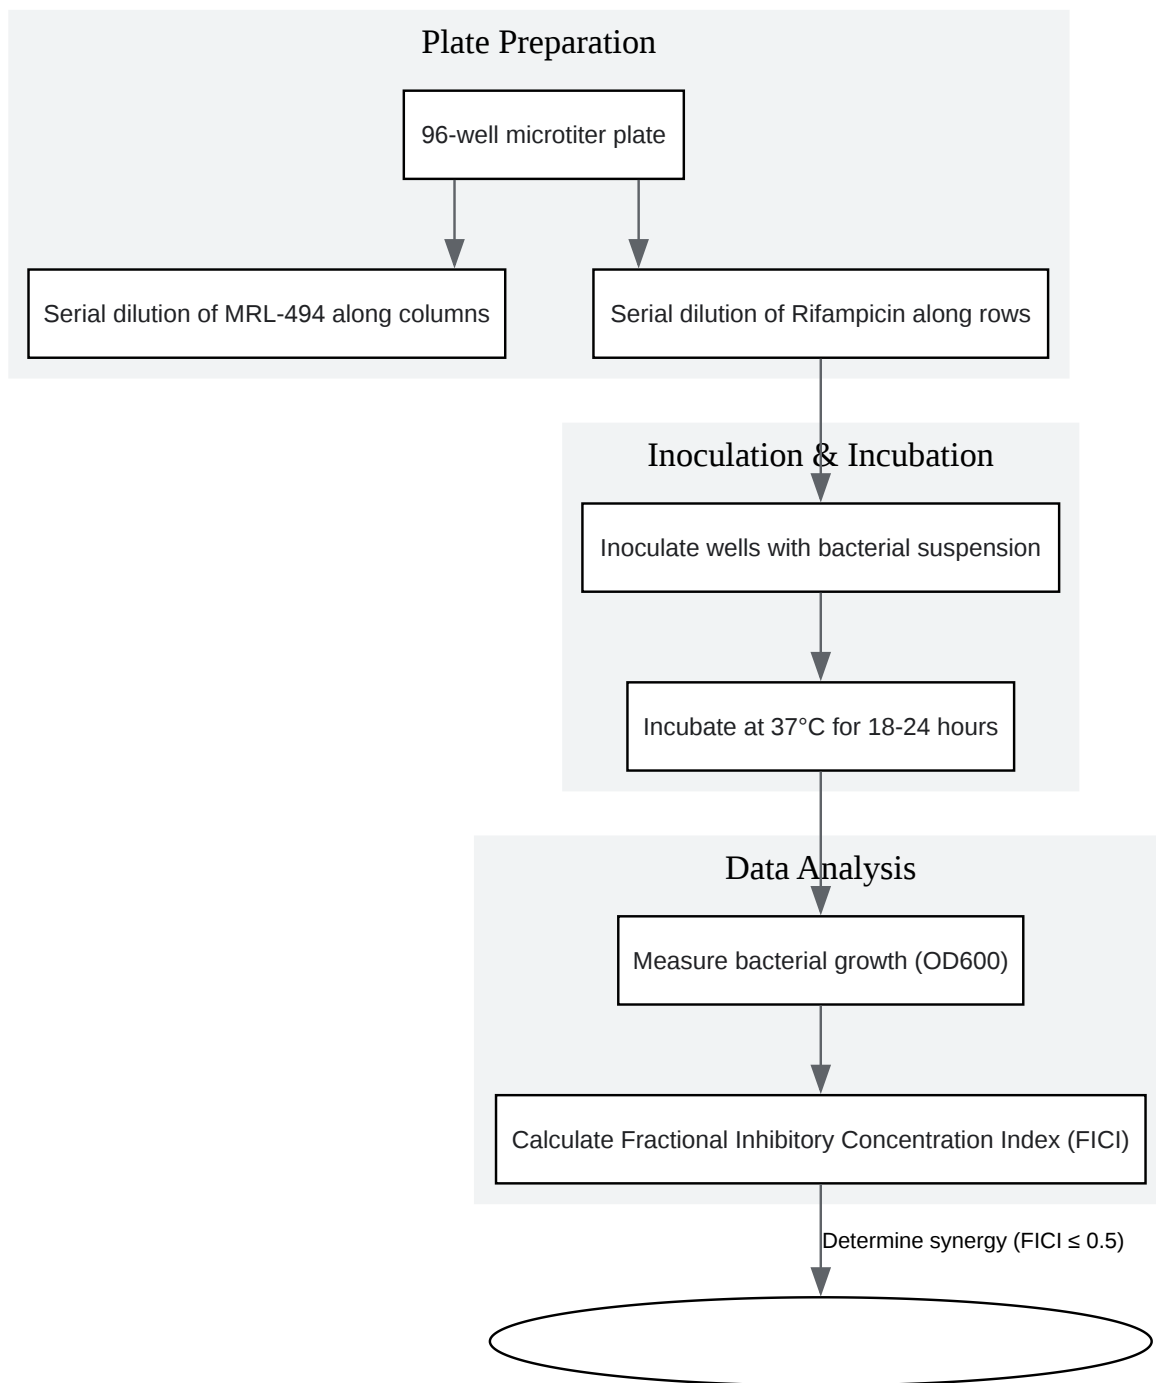 Plate Preparation
96-well microtiter plate
Serial dilution of MRL-494 along columns
Serial dilution of Rifampicin along rows
Inoculation & Incubation
Inoculate wells with bacterial suspension
Incubate at 37°C for 18-24 hours
Data Analysis
Measure bacterial growth (OD600)
Calculate Fractional Inhibitory Concentration Index (FICI)
Determine synergy (FICI ≤ 0.5)